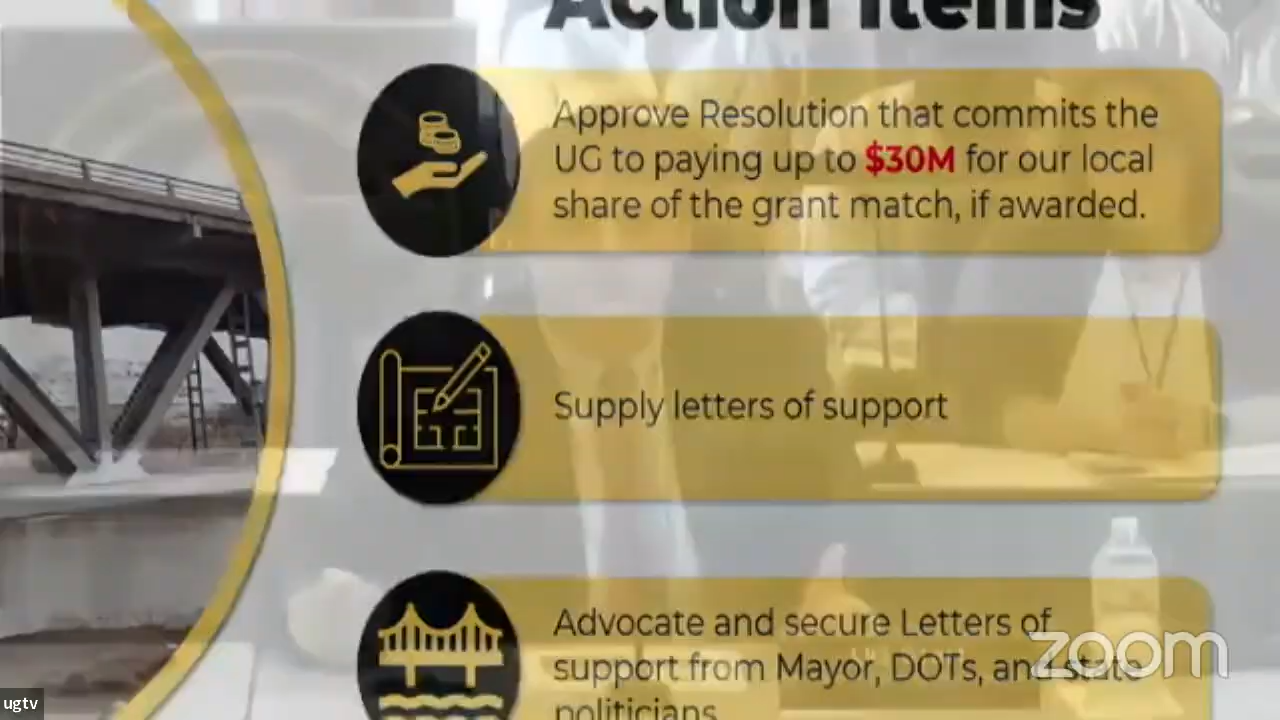 Action Items
Approve Resolution that commits the
UG to paying up to $30M for our local
share of the grant match, if awarded.
Supply letters of support
Advocate and secure Letters of
support from Mayor, DOTs, and state
politicians
zoom
ugtv